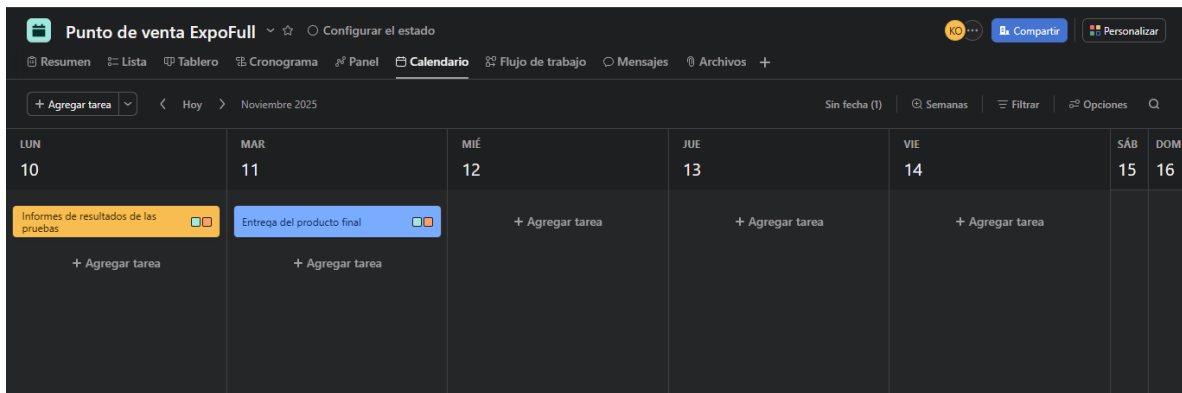 Punto de venta ExpoFull
Configurar el estado
KO
Compartir
Personalizar
Resumen
Lista
Tablero
Cronograma
Panel
Calendario
Flujo de trabajo
Mensajes
Archivos
+ Agregar tarea
Hoy
Noviembre 2025
Sin fecha (1)
Semanas
Filtrar
Opciones
LUN
10
MAR
11
MIÉ
12
JUE
13
VIE
14
SÁB
15
DOM
16
Informes de resultados de las
pruebas
Entrega del producto final
+ Agregar tarea
+ Agregar tarea
+ Agregar tarea
+ Agregar tarea
+ Agregar tarea